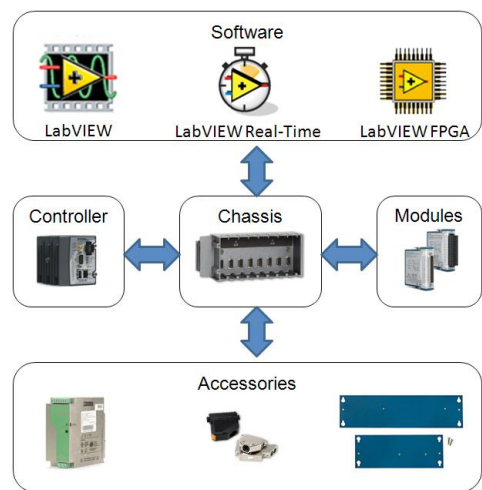 Software
LabVIEW
LabVIEW Real-Time
LabVIEW FPGA
Controller
Chassis
Modules
Accessories